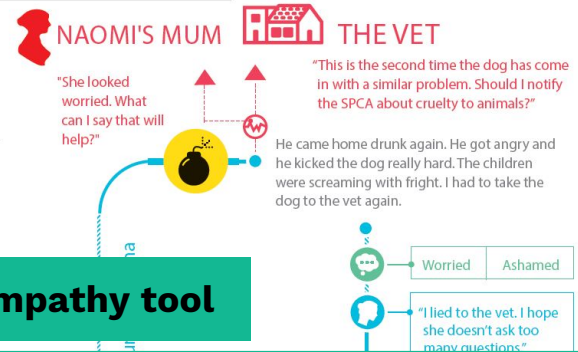 NAOMI'S MUM
THE VET
"She looked
worried. What
can I say that will
help?"
“This is the second time the dog has come
in with a similar problem. Should I notify
the SPCA about cruelty to animals?”
He came home drunk again. He got angry and
he kicked the dog really hard. The children
were screaming with fright. I had to take the
dog to the vet again.
Worried
Ashamed
“I lied to the vet. I hope
she doesn’t ask too
many questions.”
mpathy tool